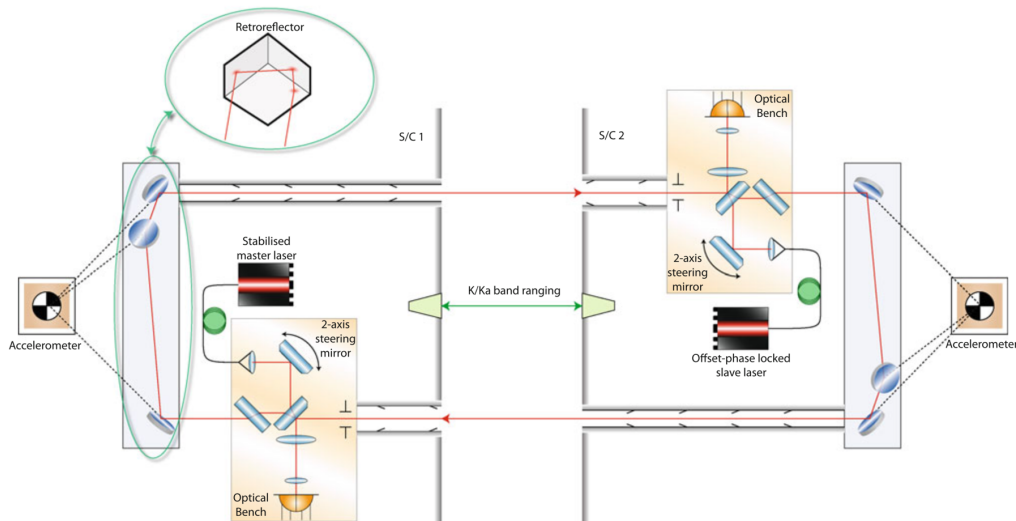 Retroreflector
S/C 1
S/C 2
Optical
Bench
Stabilised
master laser
2-axis
steering
mirror
K/Ka band ranging
2-axis
steering
mirror
Accelerometer
Accelerometer
Offset-phase locked
slave laser
Optical
Bench